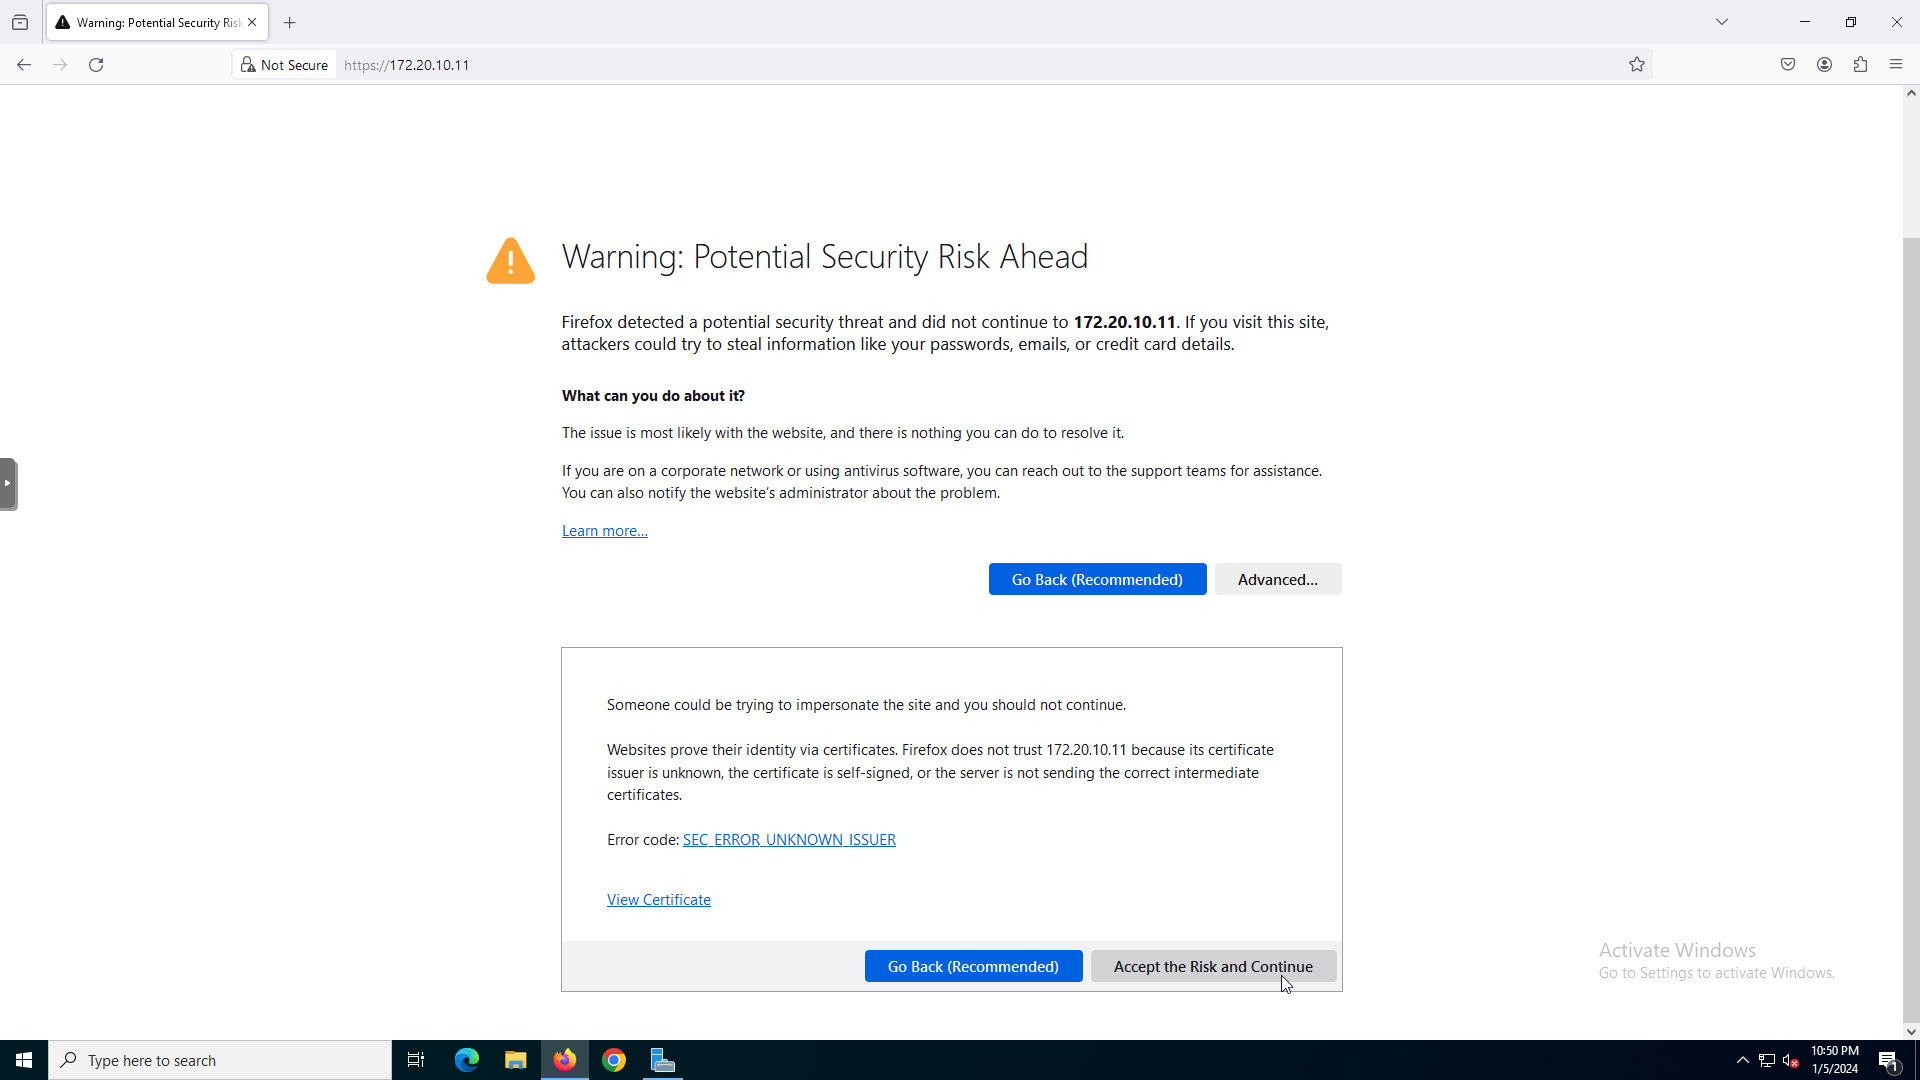 Warning: Potential Security Risk
Not Secure
https://172.20.10.11
Warning: Potential Security Risk Ahead
Firefox detected a potential security threat and did not continue to 172.20.10.11. If you visit this site,
attackers could try to steal information like your passwords, emails, or credit card details.
What can you do about it?
The issue is most likely with the website, and there is nothing you can do to resolve it.
If you are on a corporate network or using antivirus software, you can reach out to the support teams for assistance.
You can also notify the website's administrator about the problem.
Learn more...
Go Back (Recommended)
Advanced...
Someone could be trying to impersonate the site and you should not continue.
Websites prove their identity via certificates. Firefox does not trust 172.20.10.11 because its certificate
issuer is unknown, the certificate is self-signed, or the server is not sending the correct intermediate
certificates.
Error code: SEC_ERROR_UNKNOWN_ISSUER
View Certificate
Go Back (Recommended)
Accept the Risk and Continue
Activate Windows
Go to Settings to activate Windows.
Type here to search
10:50 PM
1/5/2024
1